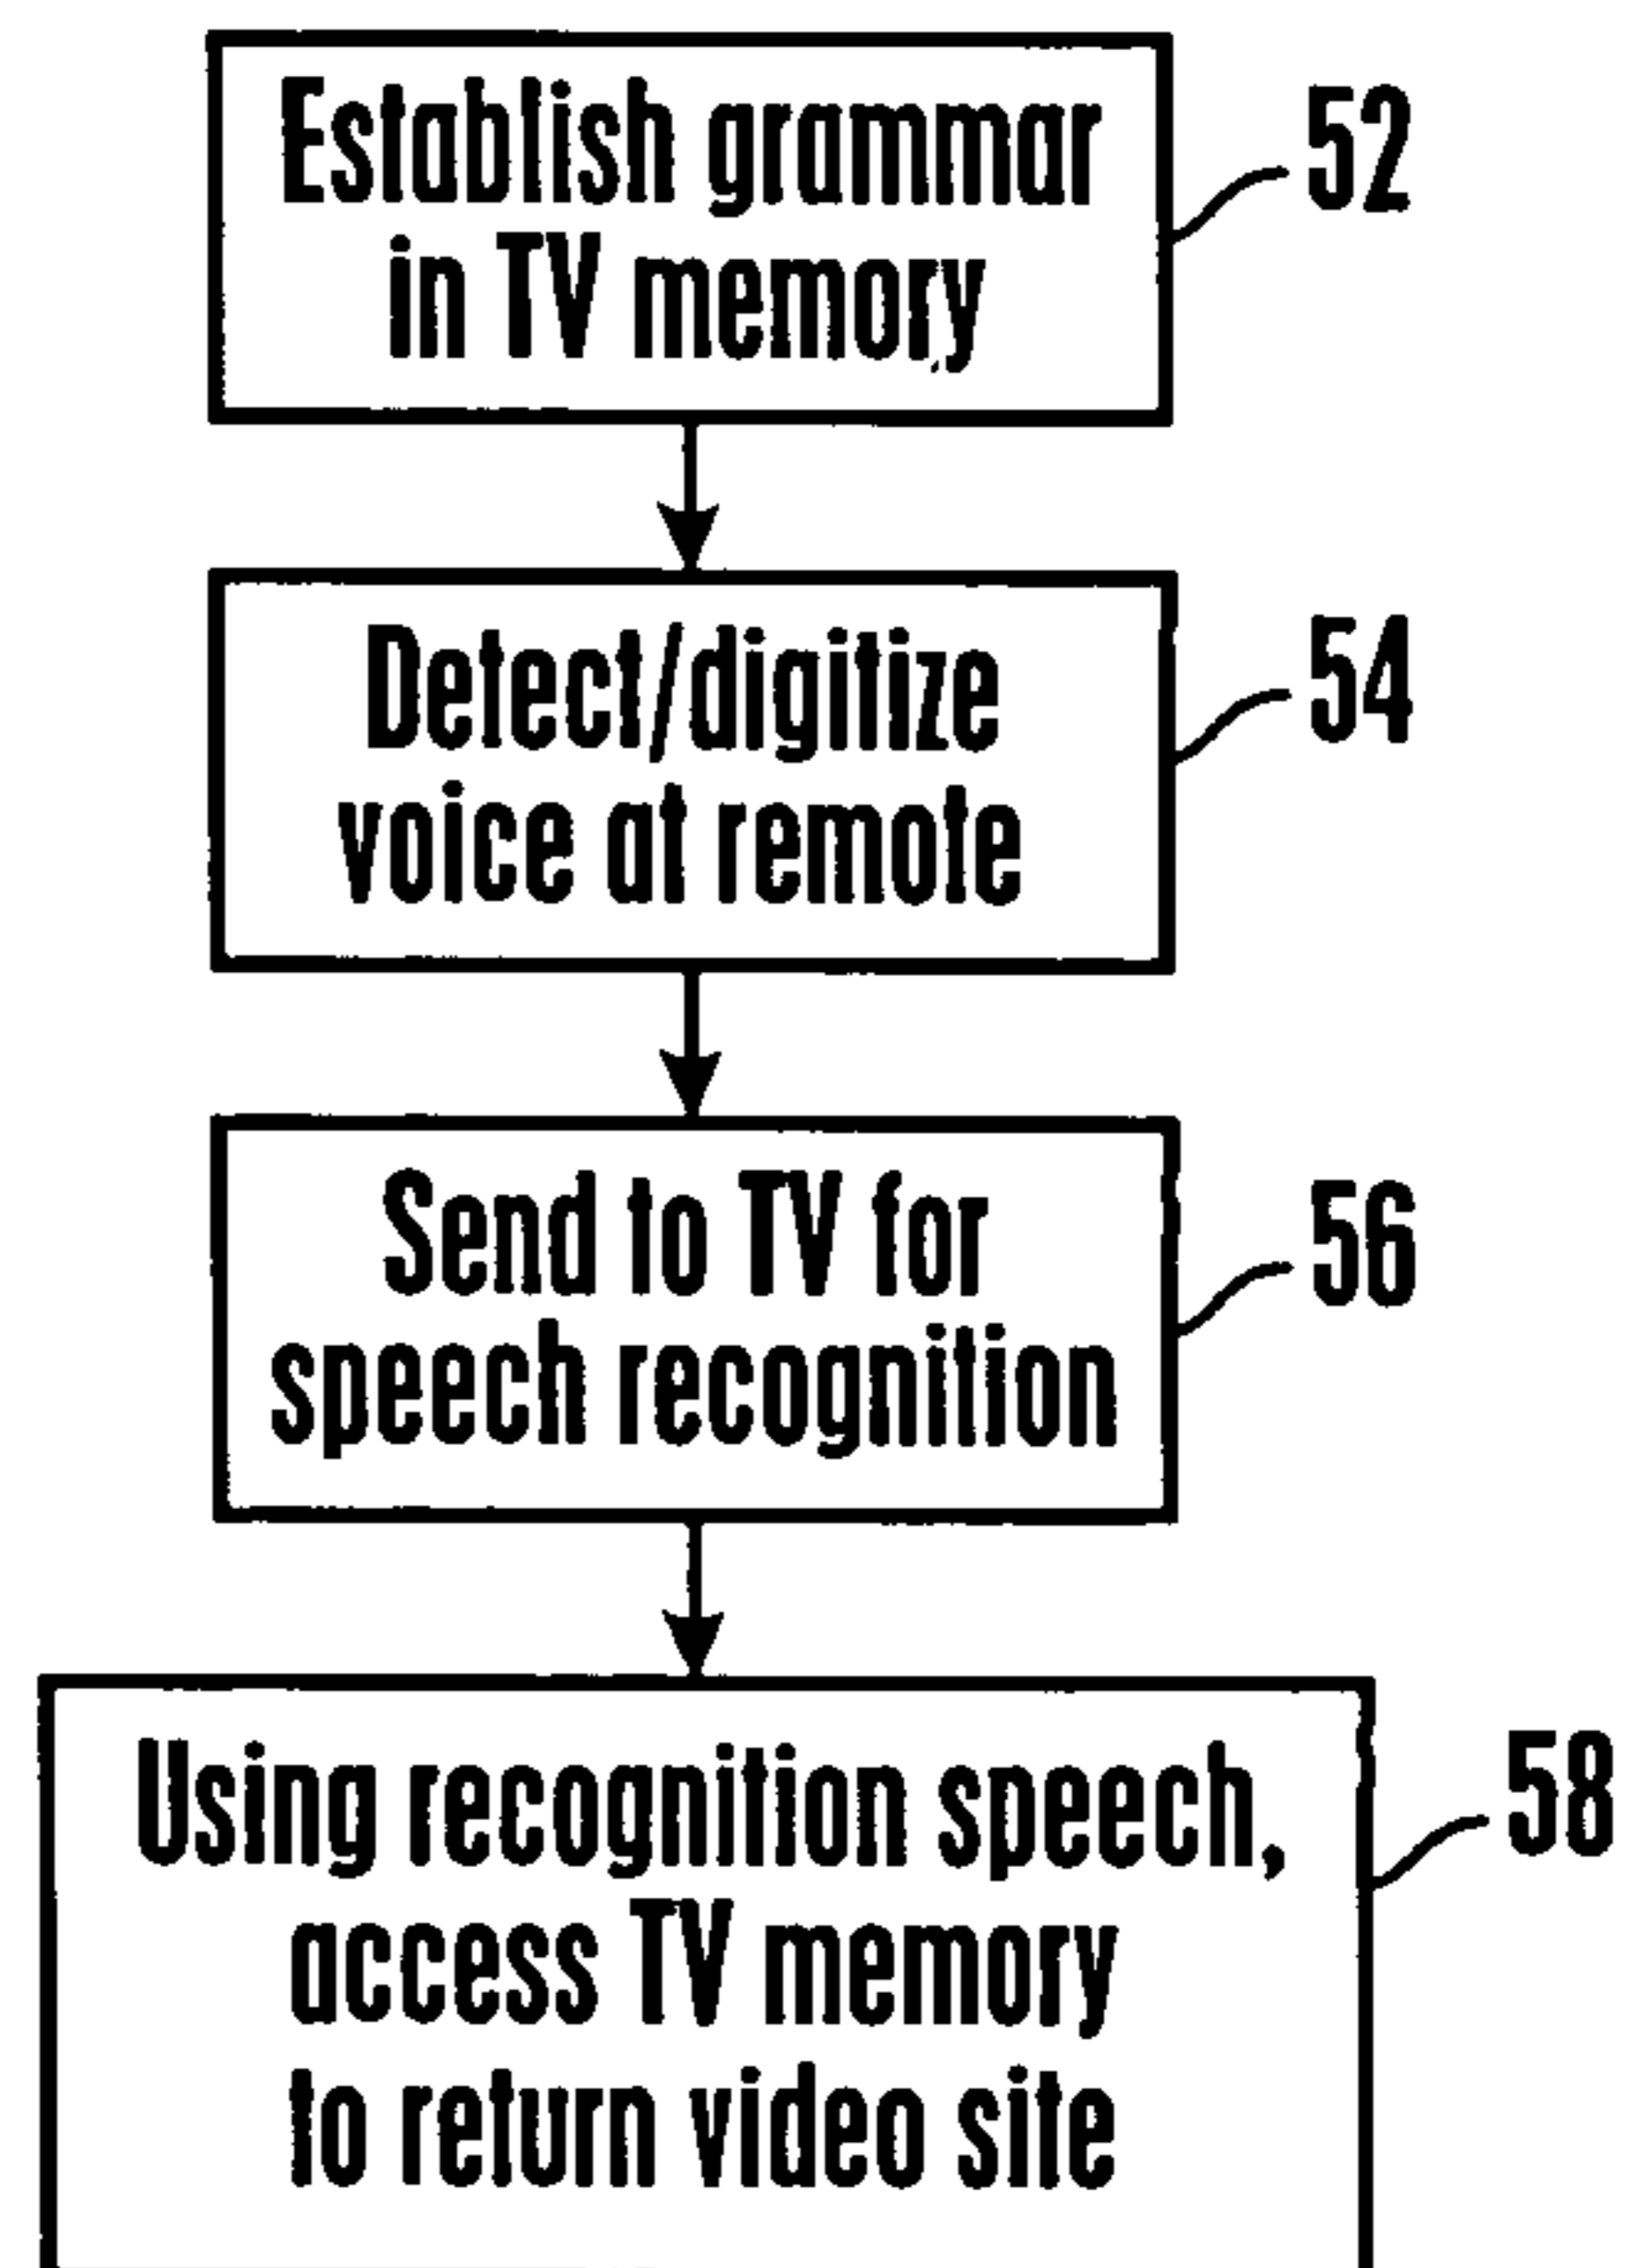 Establish grammar
in TV memory
52
Detect/digitize
voice at remote
54
Send to TV for
speech recognition
56
Using recognition speech,
access TV memory
to return video site
58